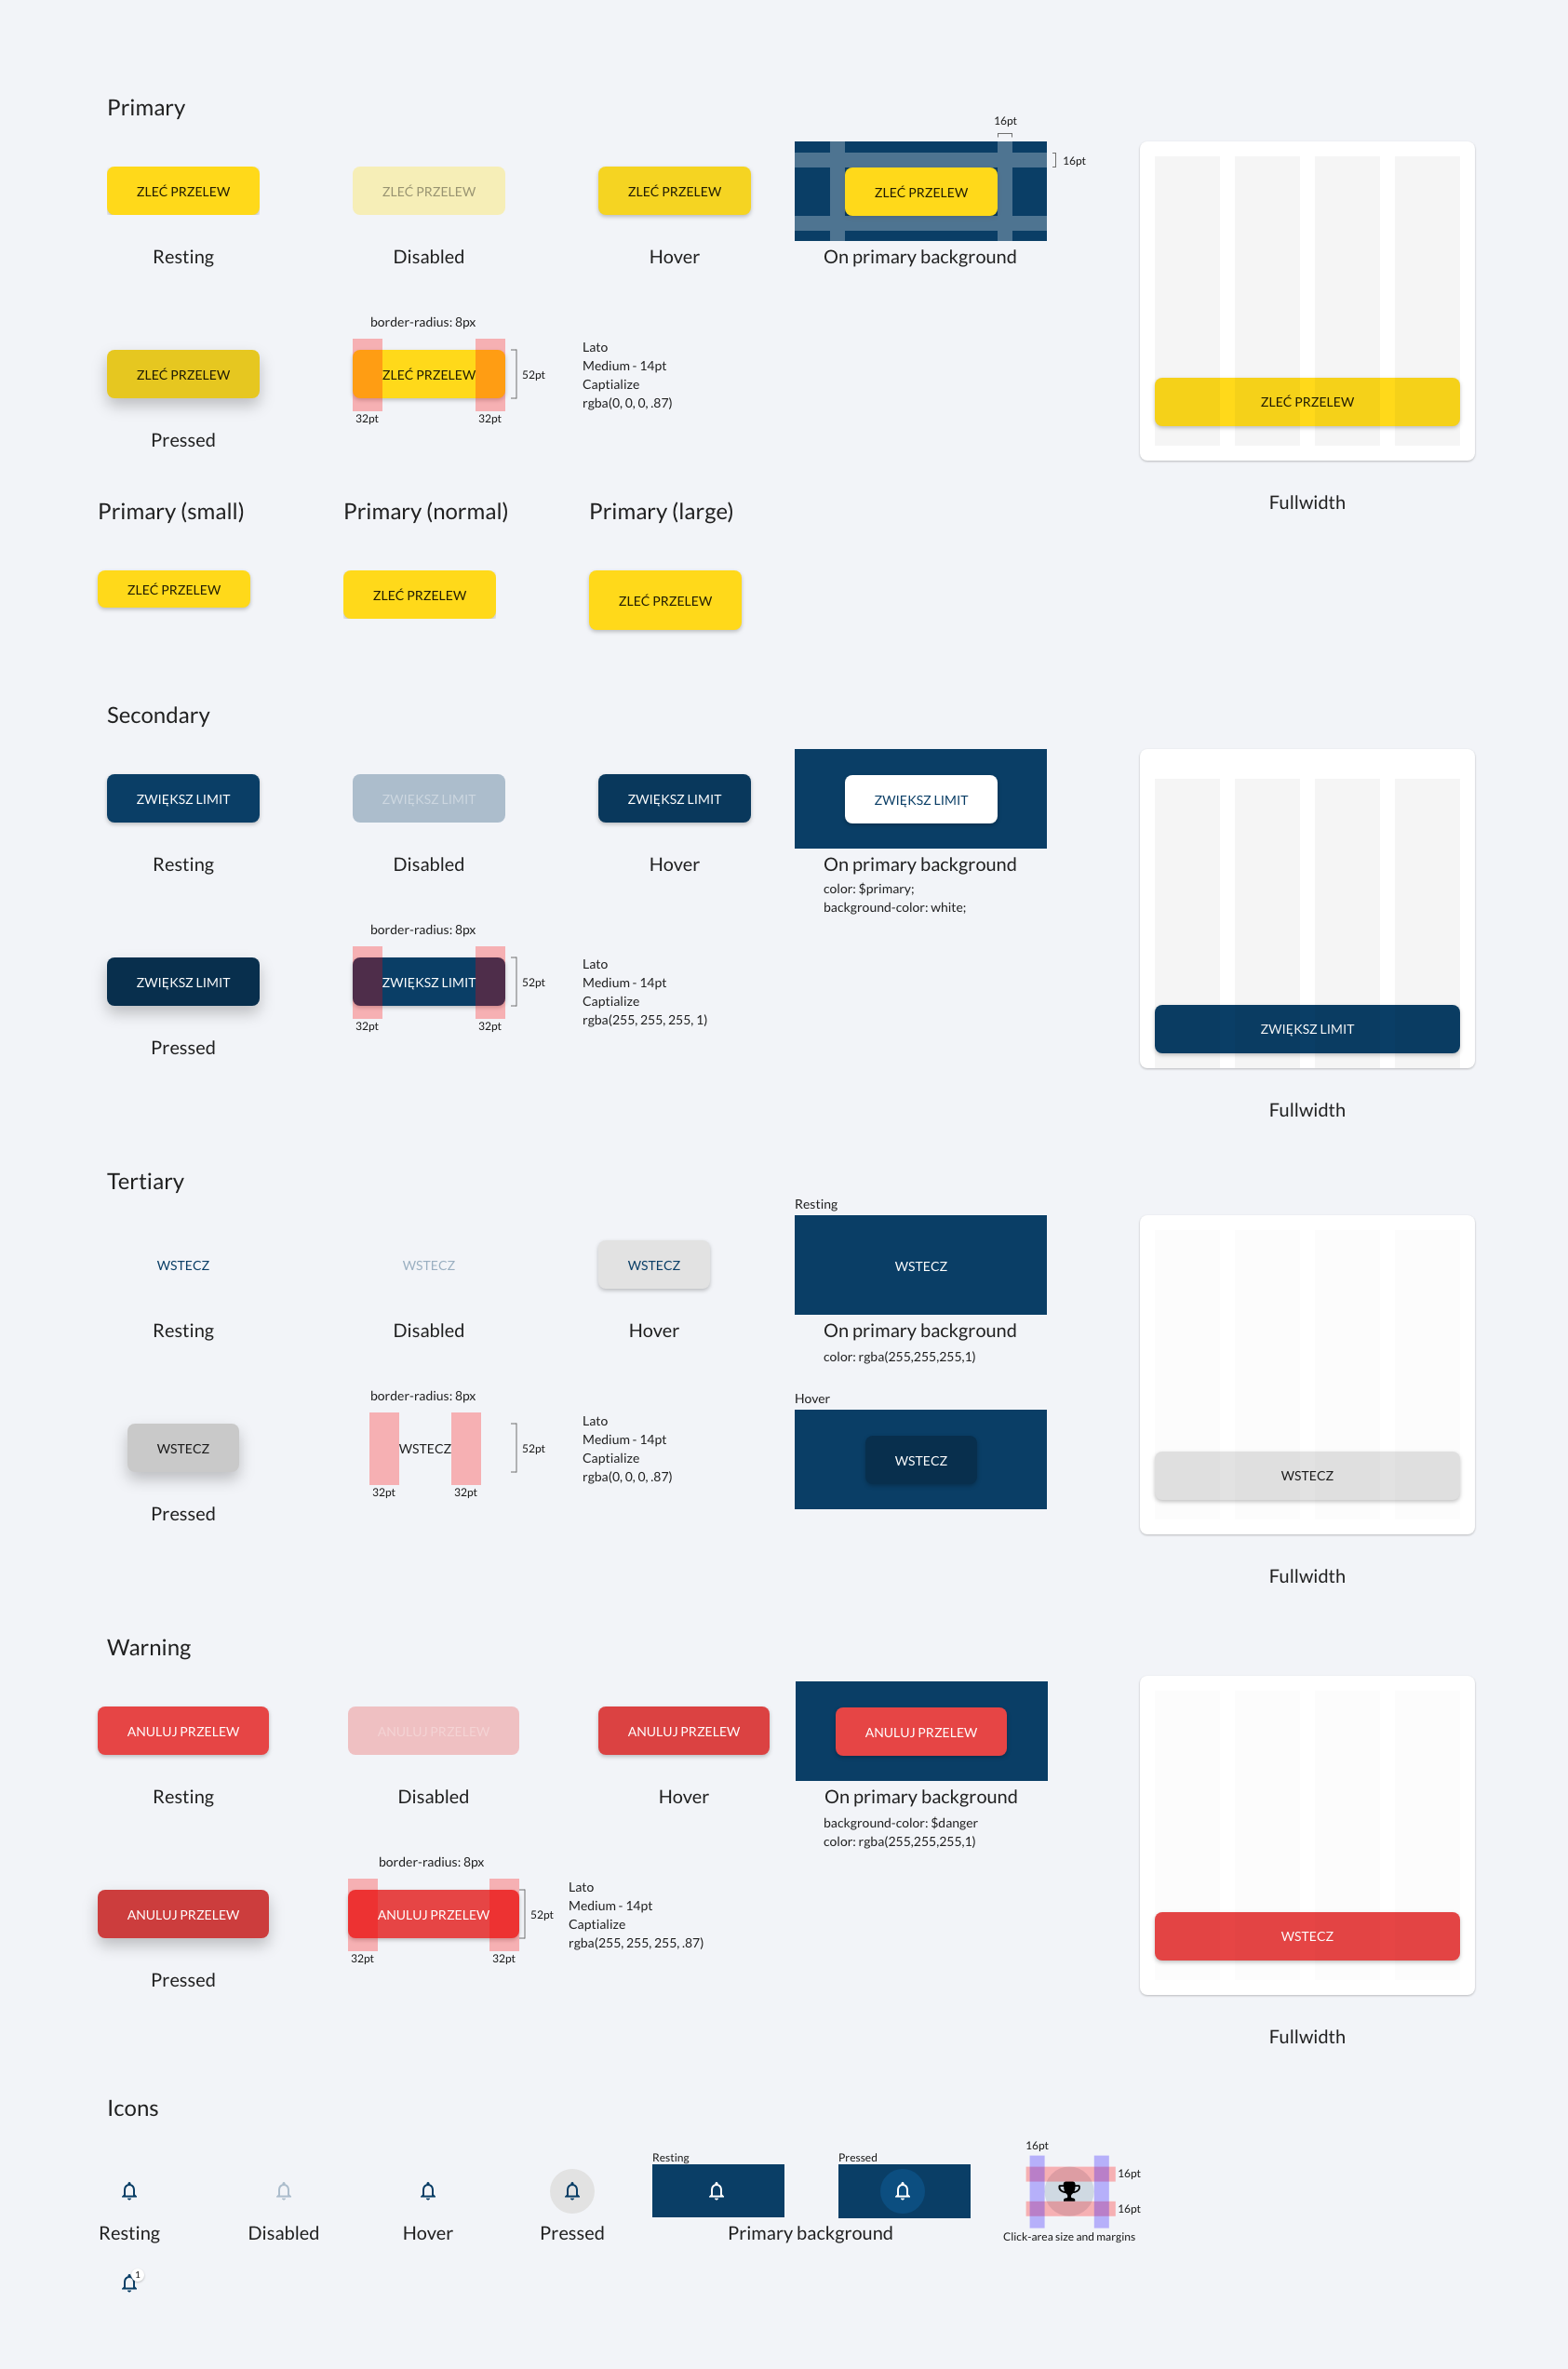 Primary
16pt
16pt
ZLEĆ PRZELEW
ZLEĆ PRZELEW
ZLEĆ PRZELEW
ZLEĆ PRZELEW
Resting
Disabled
Hover
On primary background
border-radius: 8px
ZLEĆ PRZELEW
ZLEĆ PRZELEW
52pt
32pt
32pt
Lato
Medium - 14pt
Captialize
rgba(0, 0, 0, .87)
ZLEĆ PRZELEW
Pressed
Fullwidth
Primary (small)
Primary (normal)
Primary (large)
ZLEĆ PRZELEW
ZLEĆ PRZELEW
ZLEĆ PRZELEW
Secondary
ZWIĘKSZ LIMIT
ZWIĘKSZ LIMIT
ZWIĘKSZ LIMIT
ZWIĘKSZ LIMIT
Resting
Disabled
Hover
On primary background
color: $primary;
background-color: white;
border-radius: 8px
ZWIĘKSZ LIMIT
ZWIĘKSZ LIMIT
52pt
32pt
32pt
Lato
Medium - 14pt
Captialize
rgba(255, 255, 255, 1)
ZWIĘKSZ LIMIT
Pressed
Fullwidth
Tertiary
Resting
WSTECZ
WSTECZ
WSTECZ
WSTECZ
Resting
Disabled
Hover
On primary background
color: rgba(255,255,255,1)
border-radius: 8px
Hover
WSTECZ
WSTECZ
52pt
32pt
32pt
Lato
Medium - 14pt
Captialize
rgba(0, 0, 0, .87)
WSTECZ
WSTECZ
Pressed
Fullwidth
Warning
ANULUJ PRZELEW
ANULUJ PRZELEW
ANULUJ PRZELEW
ANULUJ PRZELEW
Resting
Disabled
Hover
On primary background
background-color: $danger
color: rgba(255,255,255,1)
border-radius: 8px
ANULUJ PRZELEW
ANULUJ PRZELEW
52pt
32pt
32pt
Lato
Medium - 14pt
Captialize
rgba(255, 255, 255, .87)
WSTECZ
Pressed
Fullwidth
Icons
Resting
Pressed
16pt
16pt
16pt
Resting
Disabled
Hover
Pressed
Primary background
Click-area size and margins
1